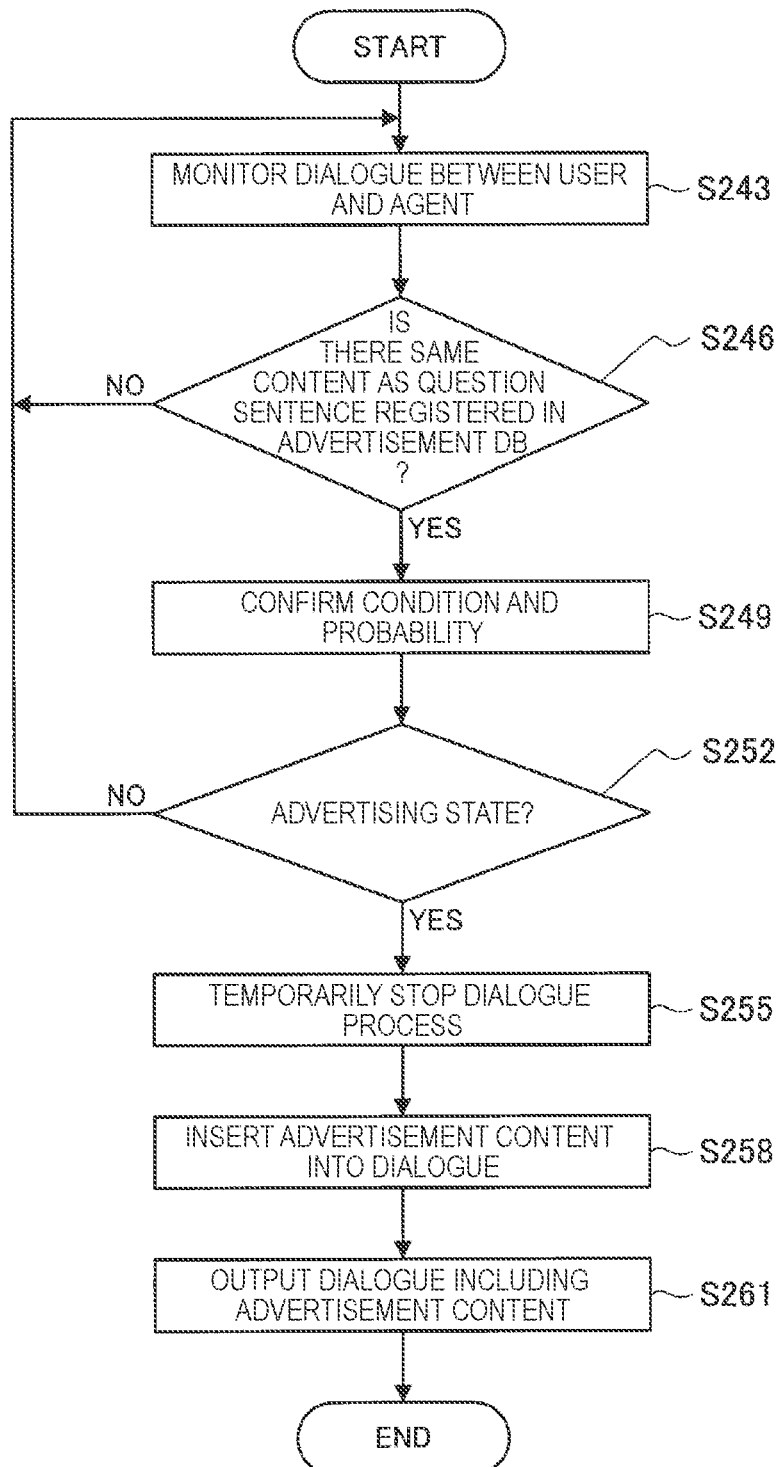 START
MONITOR DIALOGUE BETWEEN USER
AND AGENT
S243
IS
THERE SAME
CONTENT AS QUESTION
SENTENCE REGISTERED IN
ADVERTISEMENT DB
?
S246
NO
YES
CONFIRM CONDITION AND
PROBABILITY
S249
ADVERTISING STATE?
S252
NO
YES
TEMPORARILY STOP DIALOGUE
PROCESS
S255
INSERT ADVERTISEMENT CONTENT
INTO DIALOGUE
S258
OUTPUT DIALOGUE INCLUDING
ADVERTISEMENT CONTENT
S261
END